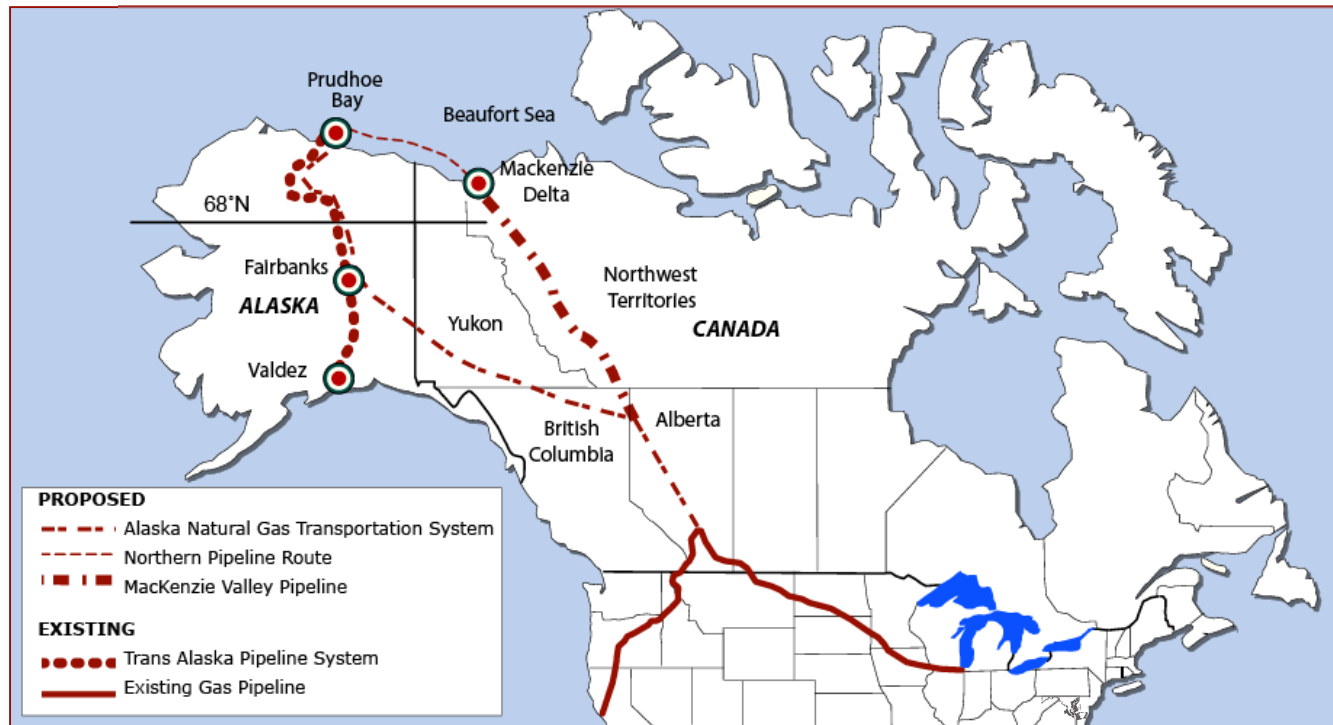 Prudhoe
Bay
Beaufort Sea
Mackenzie
Delta
68°N
Fairbanks
ALASKA
Northwest
Territories
Yukon
CANADA
Valdez
British
Columbia
Alberta
PROPOSED
Alaska Natural Gas Transportation System
Northern Pipeline Route
MacKenzie Valley Pipeline
EXISTING
Trans Alaska Pipeline System
Existing Gas Pipeline